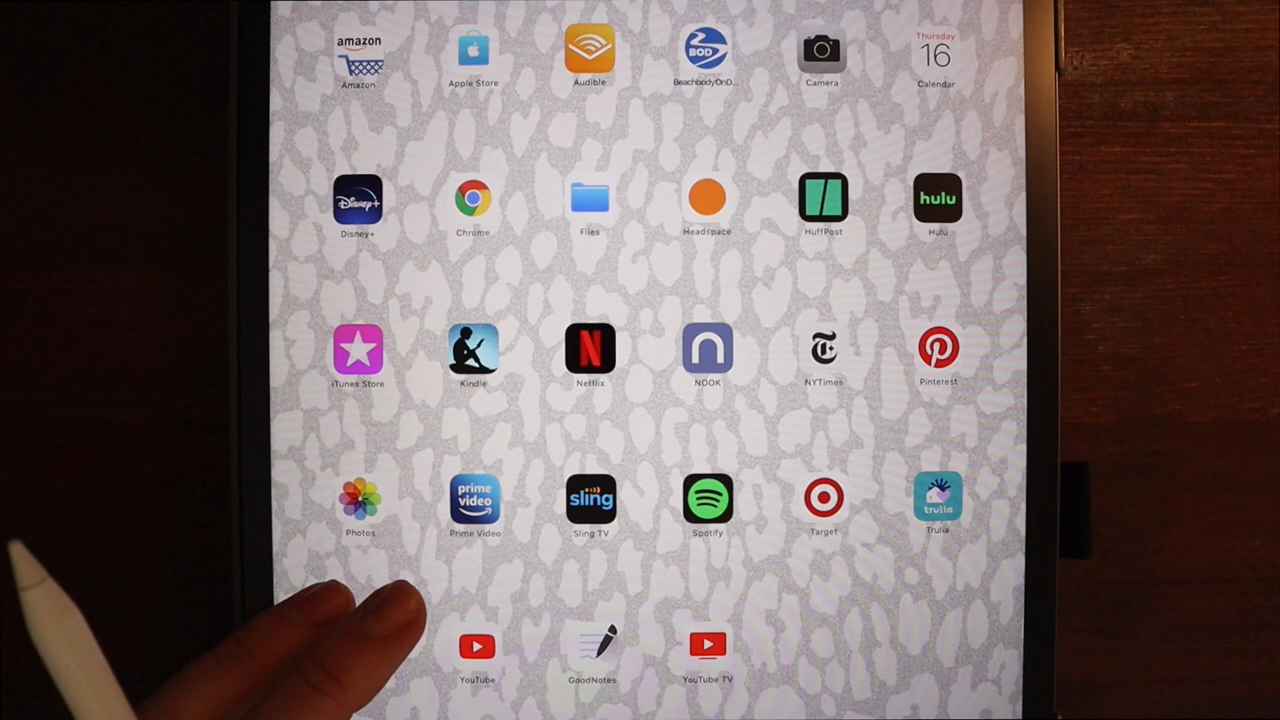 amazon
Amazon
Apple Store
Audible
BOD
BeachbodyOnD...
Camera
Thursday
16
Calendar
Disney+
Disney+
Chrome
Files
Headspace
HuffPost
hulu
Hulu
iTunes Store
Kindle
N
Netflix
n
NOOK
T
NYTimes
P
Pinterest
Photos
prime
video
Prime Video
sling
Sling TV
Spotify
Target
trulia
Trulia
YouTube
GoodNotes
YouTube TV